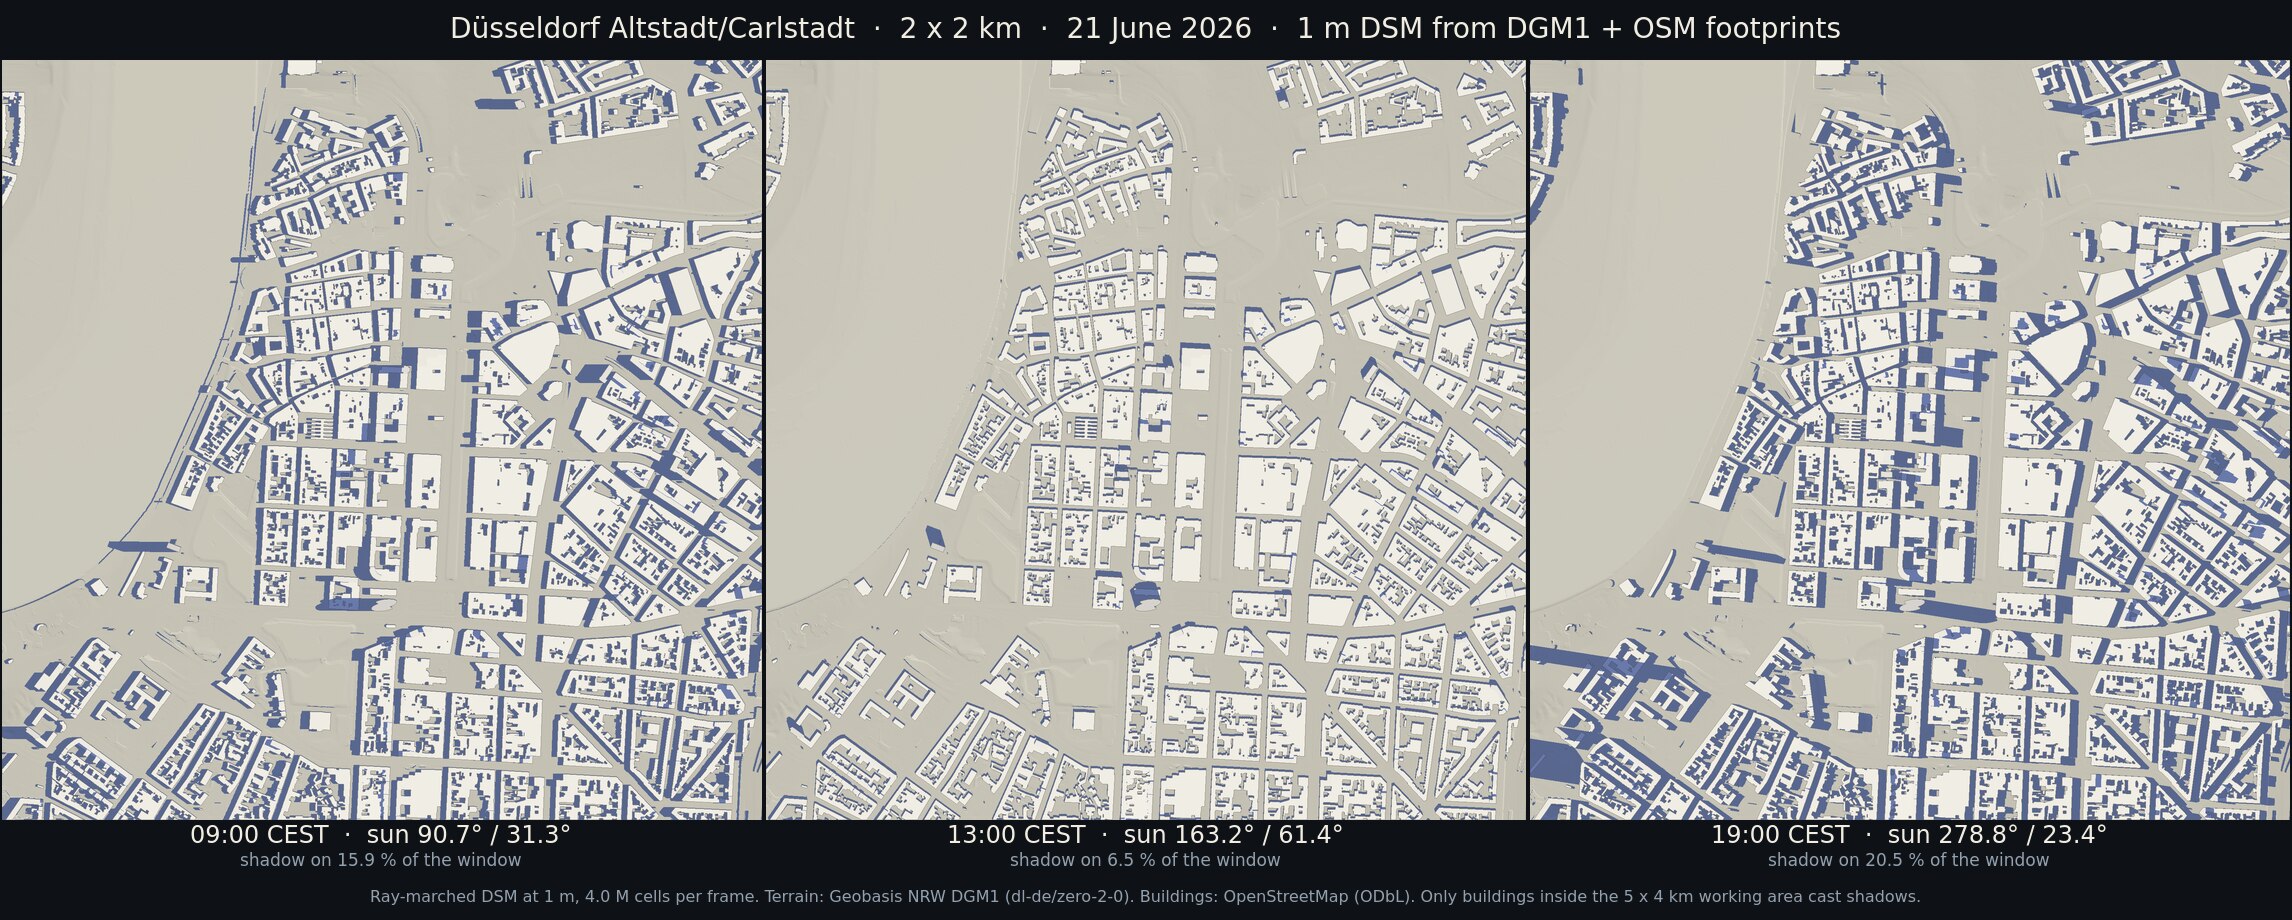 Düsseldorf Altstadt/Carlstadt · 2 x 2 km · 21 June 2026 · 1 m DSM from DGM1 + OSM footprints
09:00 CEST · sun 90.7° / 31.3°
shadow on 15.9 % of the window
13:00 CEST · sun 163.2° / 61.4°
shadow on 6.5 % of the window
19:00 CEST · sun 278.8° / 23.4°
shadow on 20.5 % of the window
Ray-marched DSM at 1 m, 4.0 M cells per frame. Terrain: Geobasis NRW DGM1 (dl-de/zero-2-0). Buildings: OpenStreetMap (ODbL). Only buildings inside the 5 x 4 km working area cast shadows.